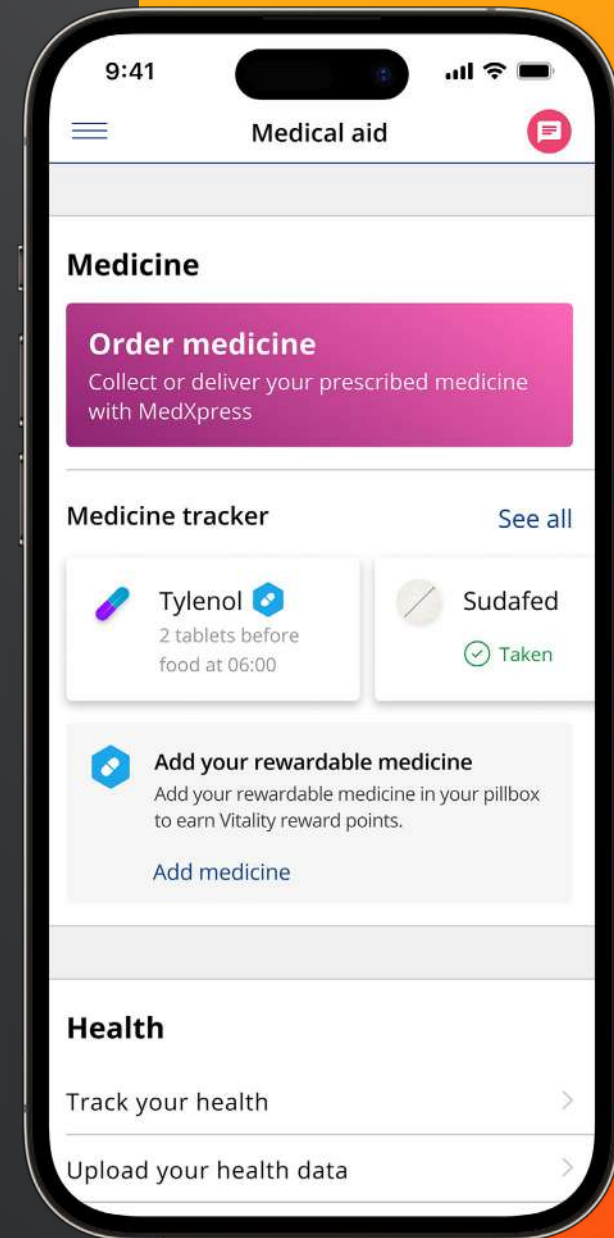 9:41
Medical aid
Medicine
Order medicine
Collect or deliver your prescribed medicine
with MedXpress
Medicine tracker
See all
Tylenol
2 tablets before
food at 06:00
Sudafed
Taken
Add your rewardable medicine
Add your rewardable medicine in your pillbox
to earn Vitality reward points.
Add medicine
Health
Track your health
Upload your health data